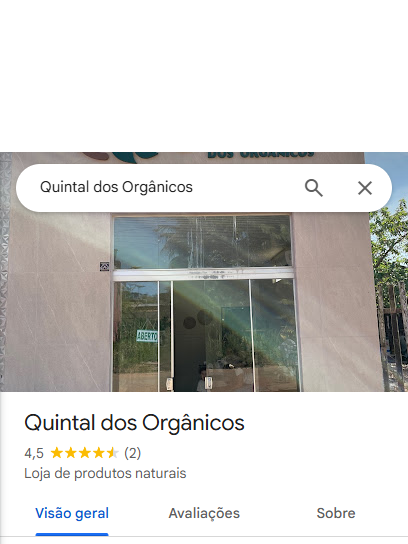 DOS ORGÂNICOS
Quintal dos Orgânicos
ABERTO
Quintal dos Orgânicos
4,5 (2)
Loja de produtos naturais
Visão geral Avaliações Sobre